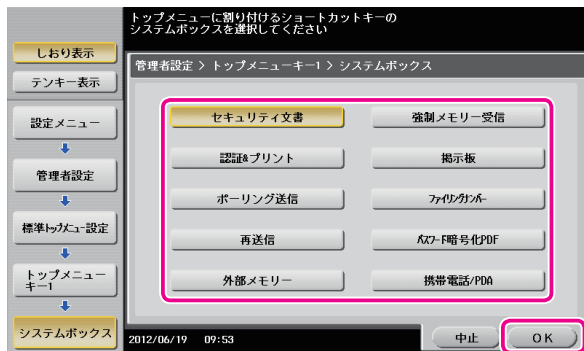 トップメニューに割り付けるショートカットキーの
システムボックスを選択してください
しおり表示
テンキー表示
設定メニュー
管理者設定
標準トップメニュー設定
トップメニュー
キー1
システムボックス
管理者設定 > トップメニューキー1 > システムボックス
セキュリティ文書
強制メモリー受信
認証&プリント
掲示板
ポーリング送信
ファイリングナンバー
再送信
パスワード暗号化PDF
外部メモリー
携帯電話/PDA
2012/06/19 09:53
中止
OK